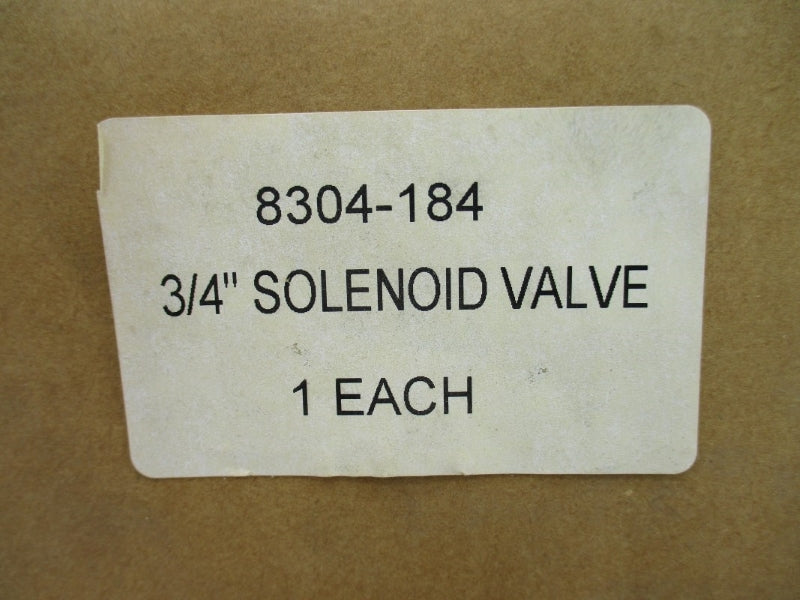 8304-184
3/4" SOLENOID VALVE
1 EACH